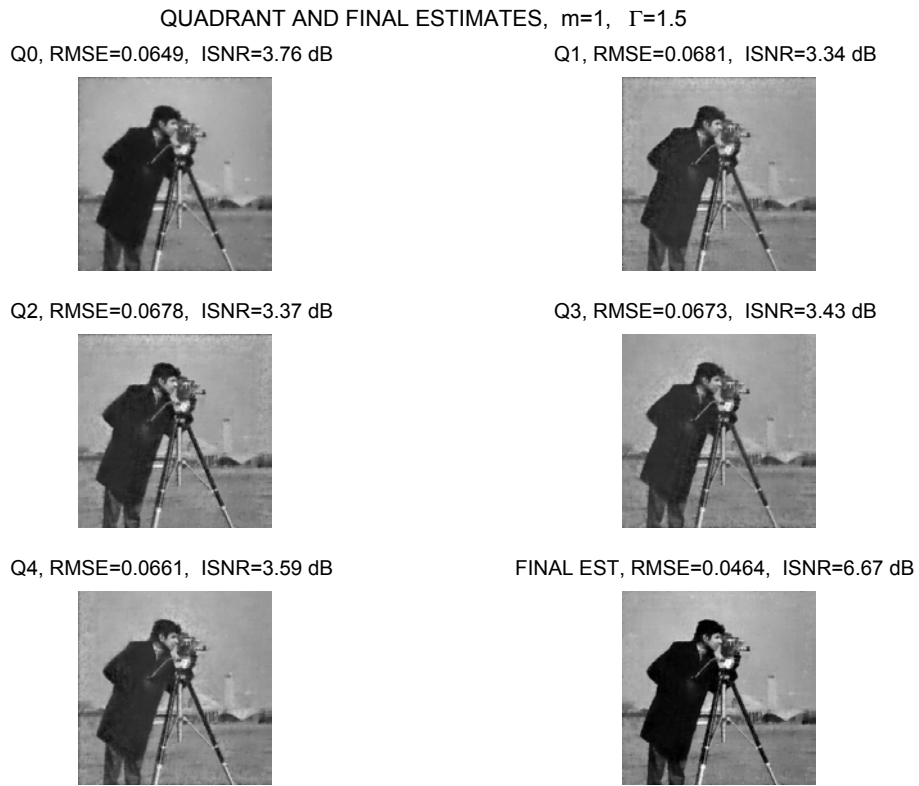 QUADRANT AND FINAL ESTIMATES, m=1, Γ=1.5
Q0, RMSE=0.0649, ISNR=3.76 dB
Q1, RMSE=0.0681, ISNR=3.34 dB
Q2, RMSE=0.0678, ISNR=3.37 dB
Q3, RMSE=0.0673, ISNR=3.43 dB
Q4, RMSE=0.0661, ISNR=3.59 dB
FINAL EST, RMSE=0.0464, ISNR=6.67 dB